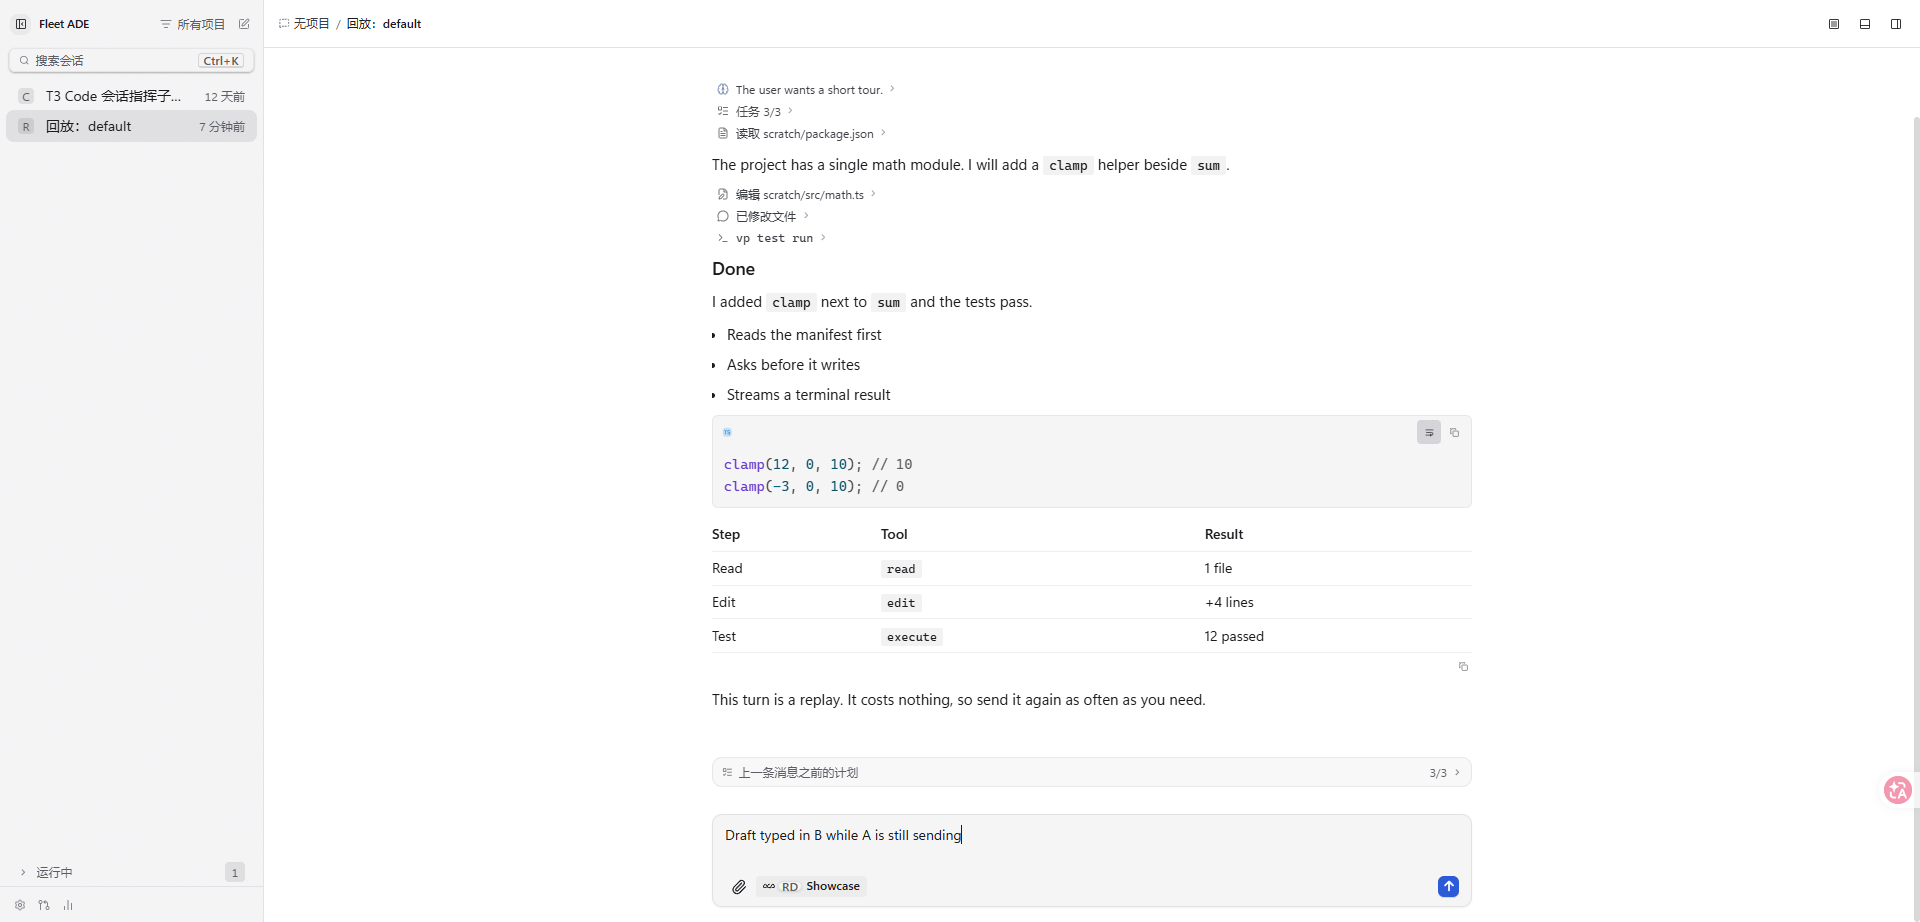 Fleet ADE
所有项目
搜索会话
Ctrl+K
C
T3 Code 会话指挥子...
12 天前
R
回放：default
7 分钟前
运行中
1
无项目 / 回放：default
The user wants a short tour.
任务 3/3
读取 scratch/package.json
The project has a single math module. I will add a clamp helper beside sum.
编辑 scratch/src/math.ts
已修改文件
vp test run
Done
I added clamp next to sum and the tests pass.
Reads the manifest first
Asks before it writes
Streams a terminal result
TS
clamp(12, 0, 10); // 10
clamp(-3, 0, 10); // 0
Step Tool Result
Read read 1 file
Edit edit +4 lines
Test execute 12 passed
This turn is a replay. It costs nothing, so send it again as often as you need.
上一条消息之前的计划
3/3
Draft typed in B while A is still sending
RD Showcase